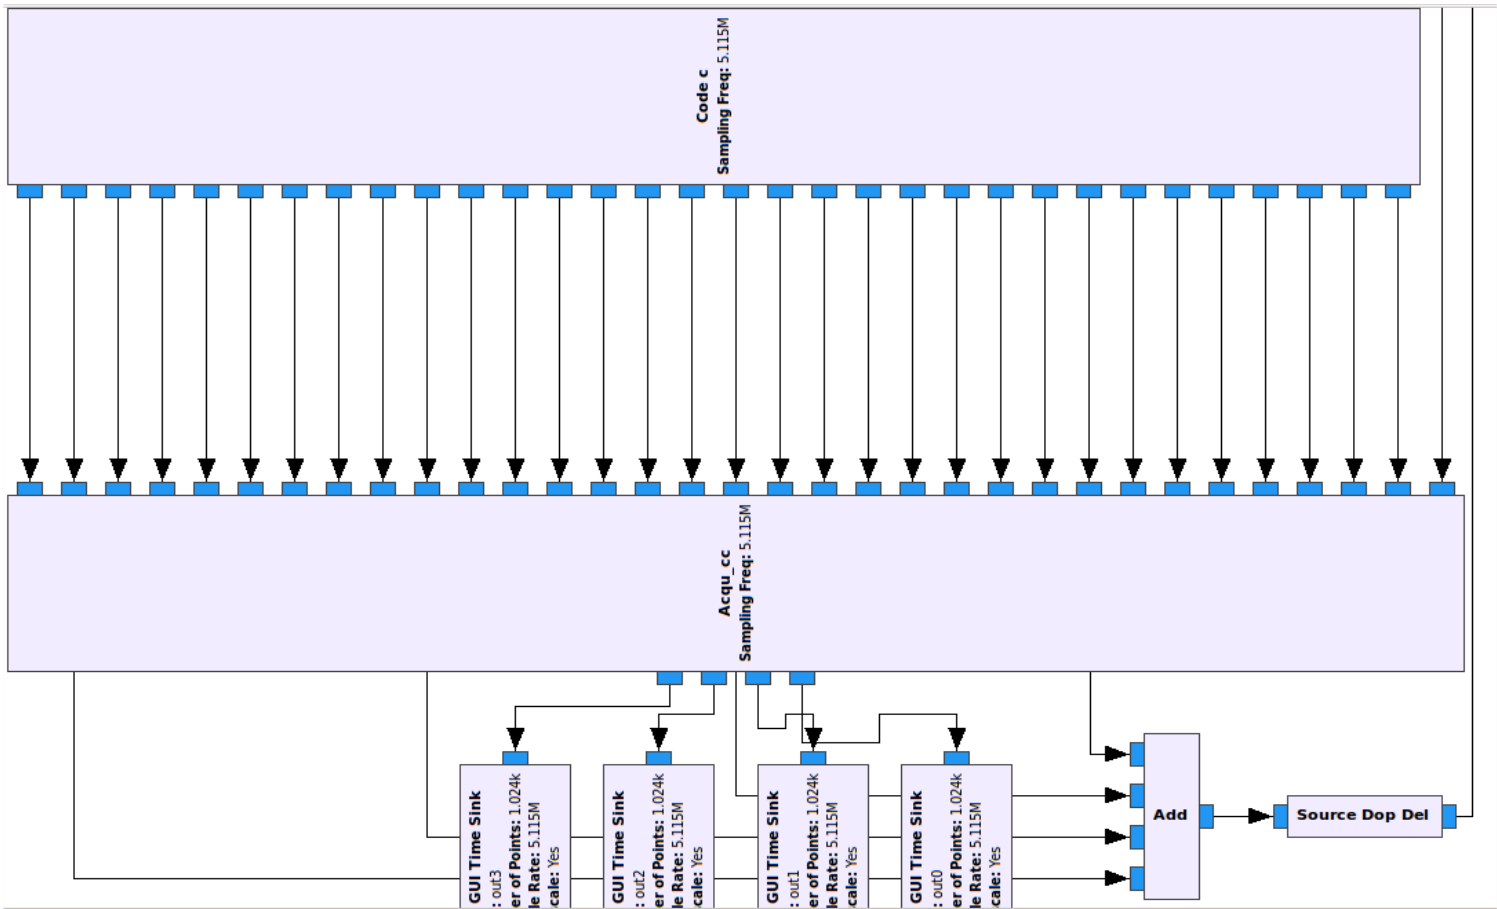 Code c
Sampling Freq: 5.115M
Acqu_cc
Sampling Freq: 5.115M
GUI Time Sink
: out3
er of Points: 1.024k
le Rate: 5.115M
cale: Yes
GUI Time Sink
: out2
er of Points: 1.024k
le Rate: 5.115M
cale: Yes
GUI Time Sink
: out1
er of Points: 1.024k
le Rate: 5.115M
cale: Yes
GUI Time Sink
: out0
er of Points: 1.024k
le Rate: 5.115M
cale: Yes
Add
Source Dop Del